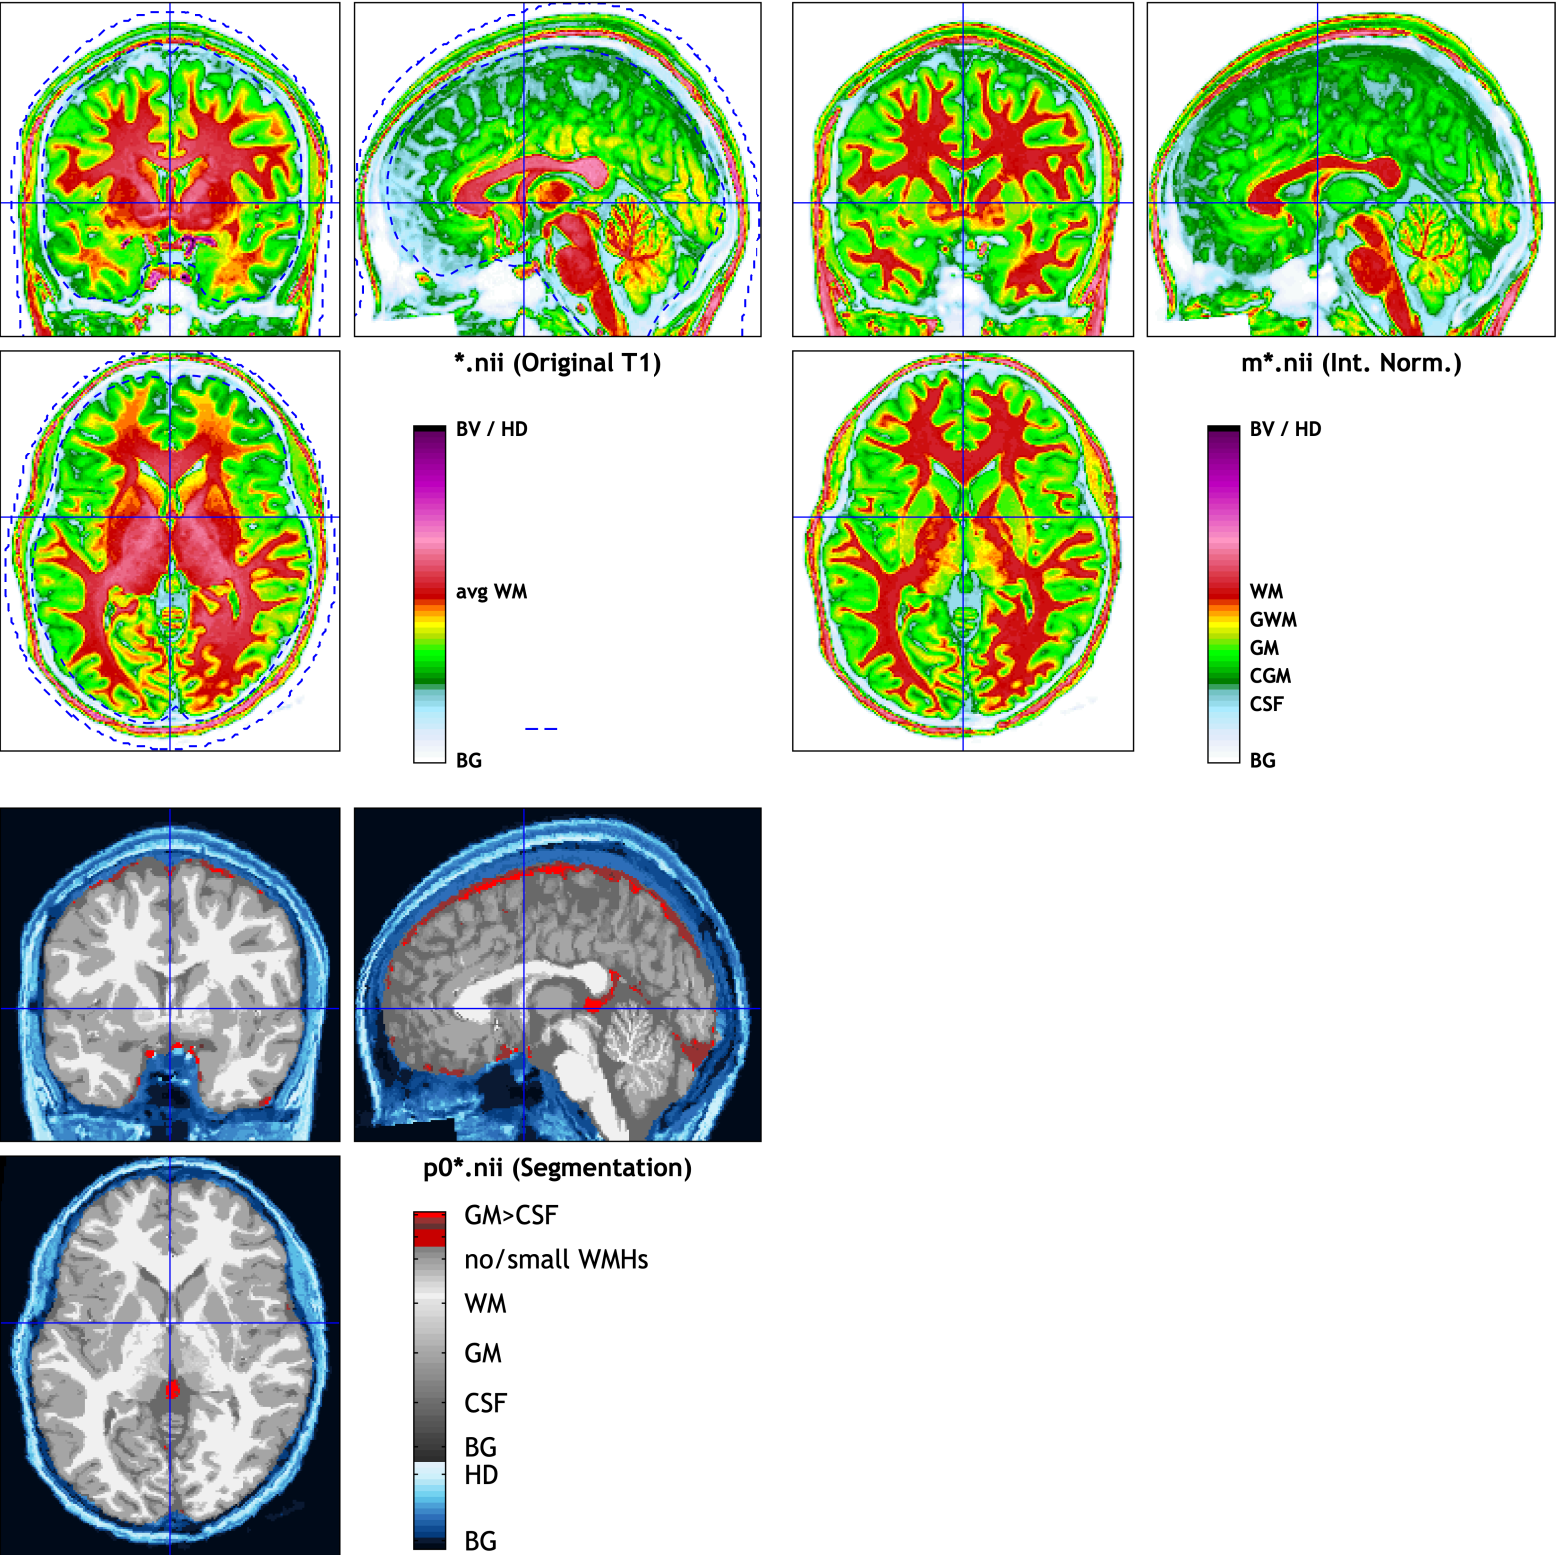 *.nii (Original T1)
BV / HD
avg WM
BG
m*.nii (Int. Norm.)
BV / HD
WM
GWM
GM
CGM
CSF
BG
p0*.nii (Segmentation)
GM>CSF
no/small WMHs
WM
GM
CSF
BG
HD
BG